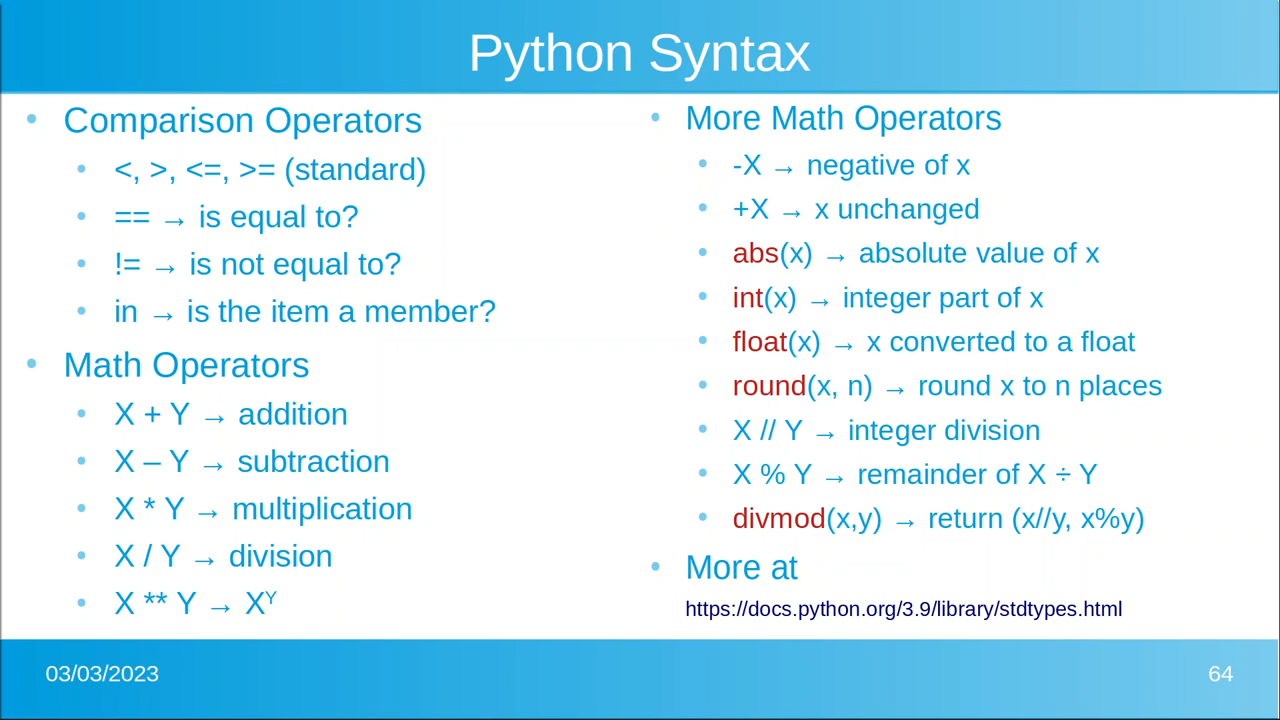 Python Syntax
• Comparison Operators
• <, >, <=, >= (standard)
• == → is equal to?
• != → is not equal to?
• in → is the item a member?
• Math Operators
• X + Y → addition
• X – Y → subtraction
• X * Y → multiplication
• X / Y → division
• X ** Y → Xʸ
• More Math Operators
• -X → negative of x
• +X → x unchanged
• abs(x) → absolute value of x
• int(x) → integer part of x
• float(x) → x converted to a float
• round(x, n) → round x to n places
• X // Y → integer division
• X % Y → remainder of X ÷ Y
• divmod(x,y) → return (x//y, x%y)
• More at
https://docs.python.org/3.9/library/stdtypes.html
03/03/2023
64